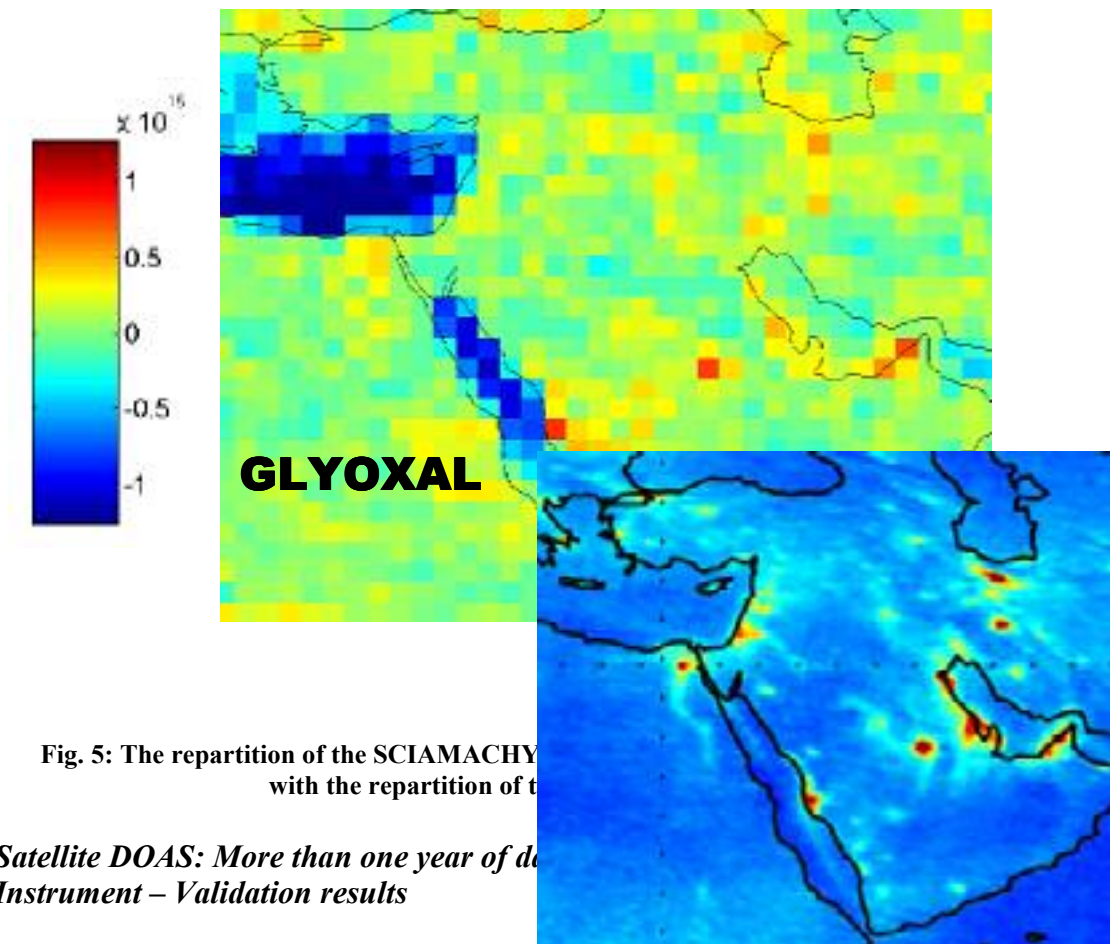 x 10 15
1
0.5
0
-0.5
-1
GLYOXAL
Fig. 5: The repartition of the SCIAMACHY
with the repartition of
Satellite DOAS: More than one year of
Instrument – Validation results